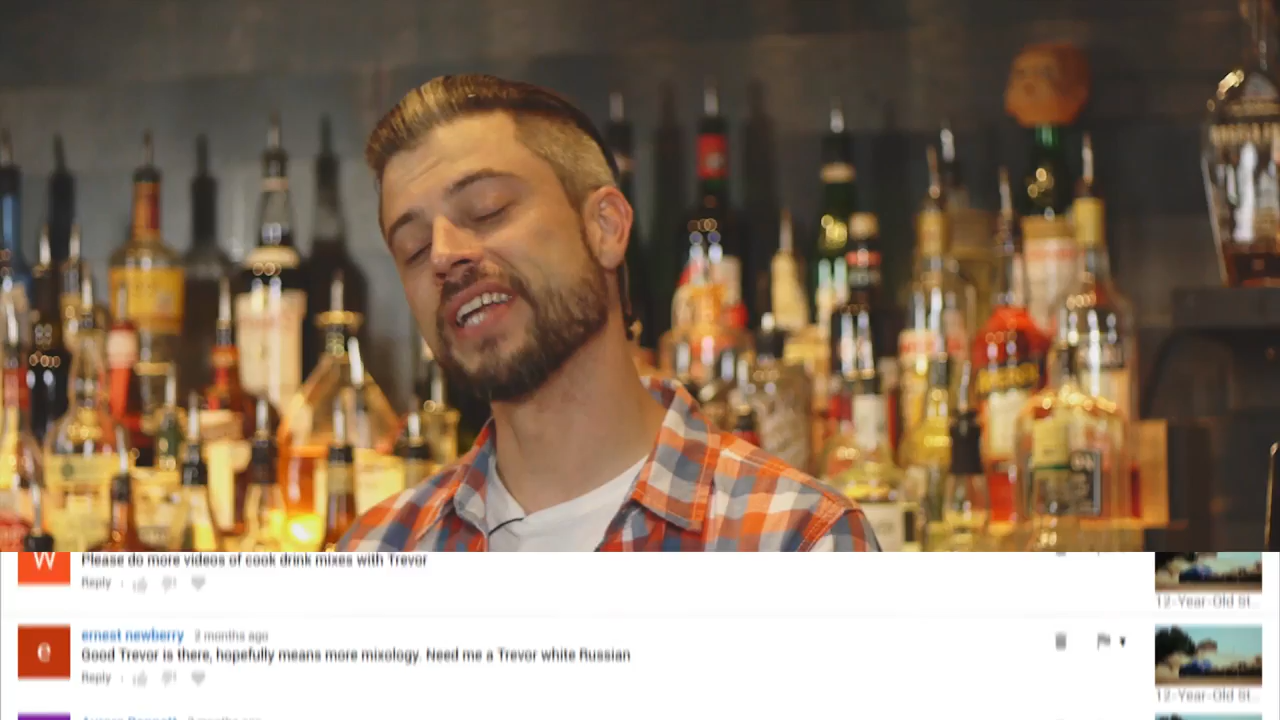 W
Please do more videos of cook drink mixes with Trevor
Reply
12-Year-Old St...
e
ernest newberry 2 months ago
Good Trevor is there, hopefully means more mixology. Need me a Trevor white Russian
Reply
12-Year-Old St...